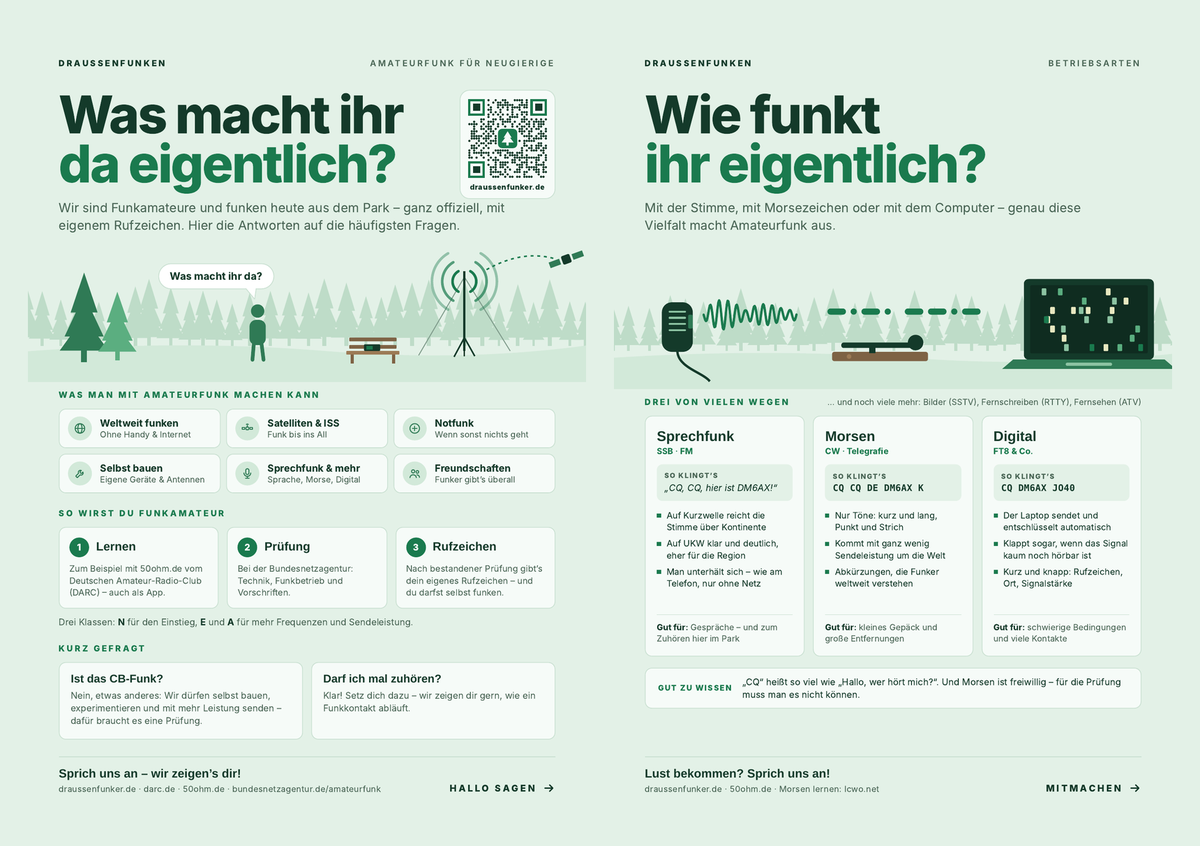 DRAUSSENFUNKEN
AMATEURFUNK FÜR NEUGIERIGE
Was macht ihr
da eigentlich?
draussenfunker.de
Wir sind Funkamateure und funken heute aus dem Park – ganz offiziell, mit
eigenem Rufzeichen. Hier die Antworten auf die häufigsten Fragen.
Was macht ihr da?
WAS MAN MIT AMATEURFUNK MACHEN KANN
Weltweit funken
Ohne Handy & Internet
Satelliten & ISS
Funk bis ins All
Notfunk
Wenn sonst nichts geht
Selbst bauen
Eigene Geräte & Antennen
Sprechfunk & mehr
Sprache, Morse, Digital
Freundschaften
Funker gibt's überall
SO WIRST DU FUNKAMATEUR
1 Lernen
Zum Beispiel mit 50ohm.de vom
Deutschen Amateur-Radio-Club
(DARC) – auch als App.
2 Prüfung
Bei der Bundesnetzagentur:
Technik, Funkbetrieb und
Vorschriften.
3 Rufzeichen
Nach bestandener Prüfung gibt's
dein eigenes Rufzeichen – und
du darfst selbst funken.
Drei Klassen: N für den Einstieg, E und A für mehr Frequenzen und Sendeleistung.
KURZ GEFRAGT
Ist das CB-Funk?
Nein, etwas anderes: Wir dürfen selbst bauen,
experimentieren und mit mehr Leistung senden –
dafür braucht es eine Prüfung.
Darf ich mal zuhören?
Klar! Setz dich dazu – wir zeigen dir gern, wie ein
Funkkontakt abläuft.
Sprich uns an – wir zeigen's dir!
draussenfunker.de · darc.de · 50ohm.de · bundesnetzagentur.de/amateurfunk
HALLO SAGEN →
DRAUSSENFUNKEN
BETRIEBSARTEN
Wie funkt
ihr eigentlich?
Mit der Stimme, mit Morsezeichen oder mit dem Computer – genau diese
Vielfalt macht Amateurfunk aus.
DREI VON VIELEN WEGEN
… und noch viele mehr: Bilder (SSTV), Fernschreiben (RTTY), Fernsehen (ATV)
Sprechfunk
SSB · FM
SO KLINGT'S
„CQ, CQ, hier ist DM6AX!“
Auf Kurzwelle reicht die
Stimme über Kontinente
Auf UKW klar und deutlich,
eher für die Region
Man unterhält sich – wie am
Telefon, nur ohne Netz
Gut für: Gespräche – und zum
Zuhören hier im Park
Morsen
CW · Telegrafie
SO KLINGT'S
CQ CQ DE DM6AX K
Nur Töne: kurz und lang,
Punkt und Strich
Kommt mit ganz wenig
Sendeleistung um die Welt
Abkürzungen, die Funker
weltweit verstehen
Gut für: kleines Gepäck und
große Entfernungen
Digital
FT8 & Co.
SO KLINGT'S
CQ DM6AX JO40
Der Laptop sendet und
entschlüsselt automatisch
Klappt sogar, wenn das Signal
kaum noch hörbar ist
Kurz und knapp: Rufzeichen,
Ort, Signalstärke
Gut für: schwierige Bedingungen
und viele Kontakte
GUT ZU WISSEN
„CQ“ heißt so viel wie „Hallo, wer hört mich?“. Und Morsen ist freiwillig – für die Prüfung
muss man es nicht können.
Lust bekommen? Sprich uns an!
draussenfunker.de · 50ohm.de · Morsen lernen: lcwo.net
MITMACHEN →